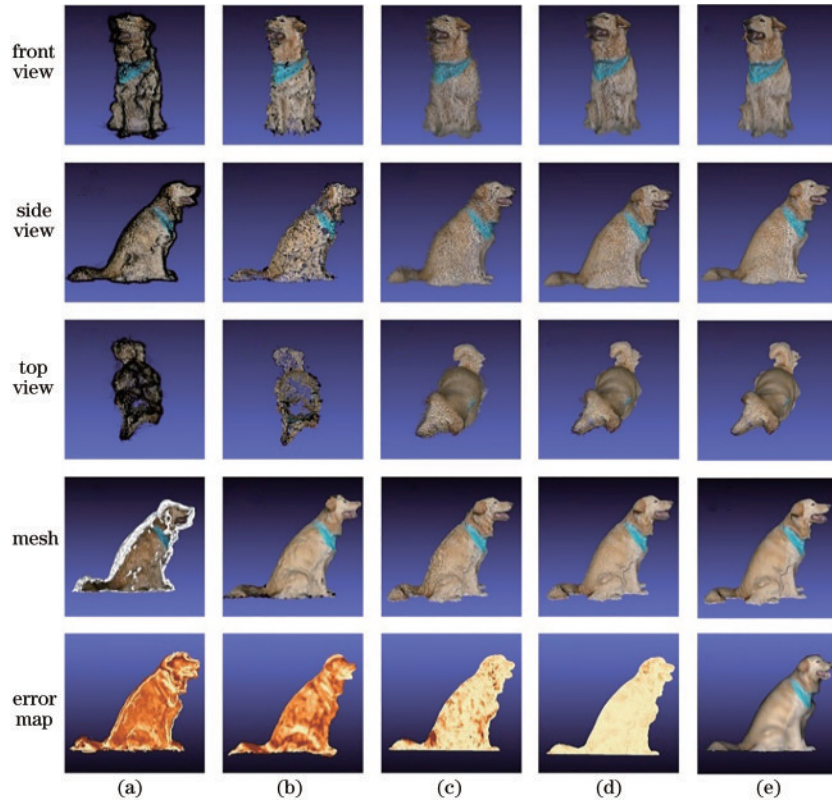 front
view
side
view
top
view
mesh
error
map
(a)
(b)
(c)
(d)
(e)